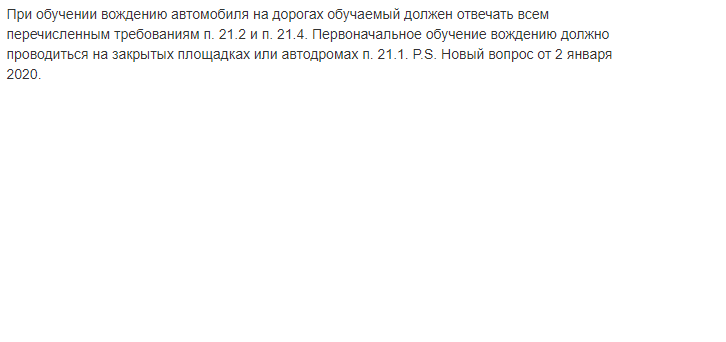 При обучении вождению автомобиля на дорогах обучаемый должен отвечать всем
перечисленным требованиям п. 21.2 и п. 21.4. Первоначальное обучение вождению должно
проводиться на закрытых площадках или автодромах п. 21.1. P.S. Новый вопрос от 2 января
2020.